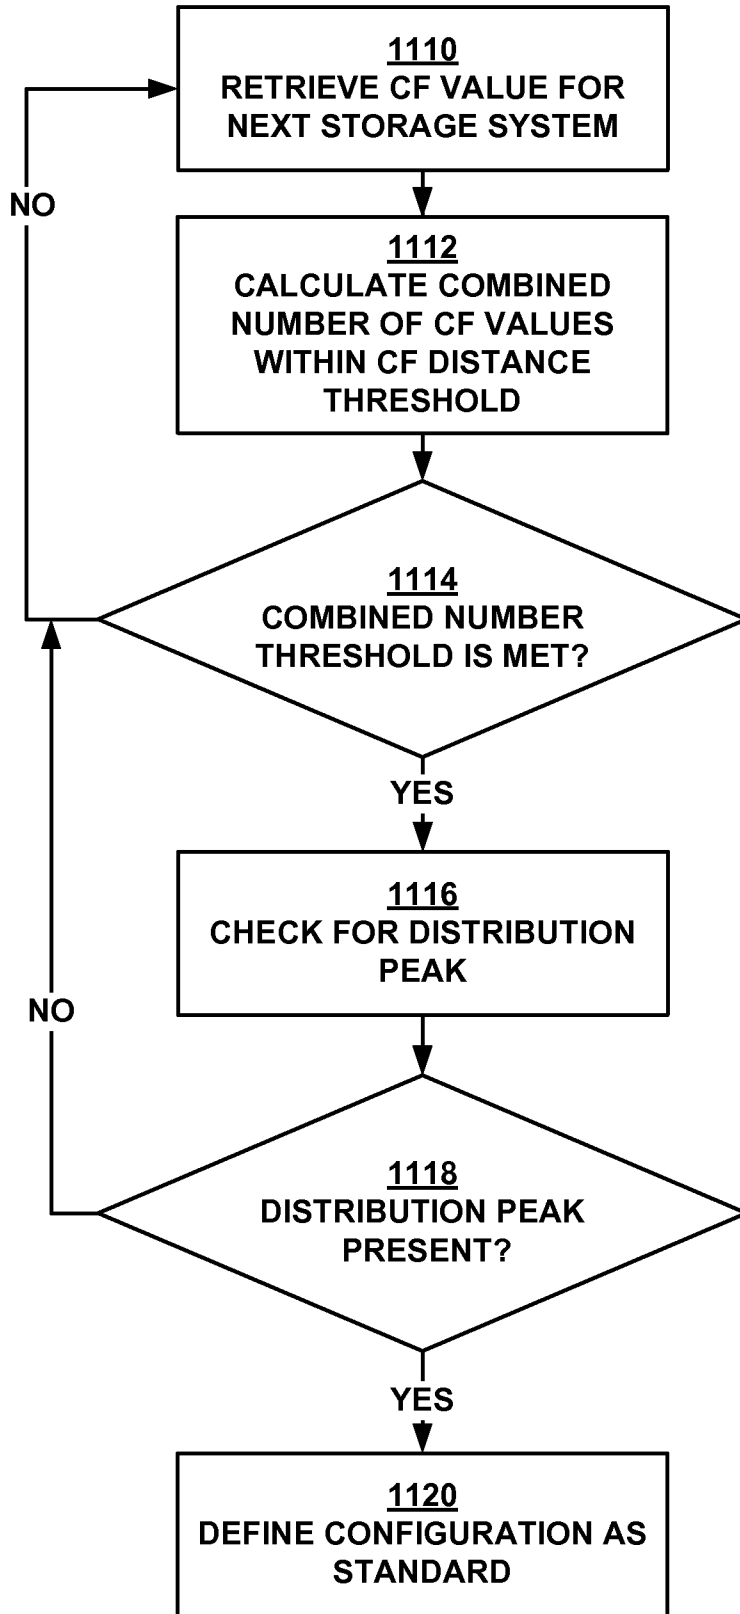 1110
RETRIEVE CF VALUE FOR
NEXT STORAGE SYSTEM
NO
1112
CALCULATE COMBINED
NUMBER OF CF VALUES
WITHIN CF DISTANCE
THRESHOLD
1114
COMBINED NUMBER
THRESHOLD IS MET?
YES
1116
CHECK FOR DISTRIBUTION
PEAK
NO
1118
DISTRIBUTION PEAK
PRESENT?
YES
1120
DEFINE CONFIGURATION AS
STANDARD